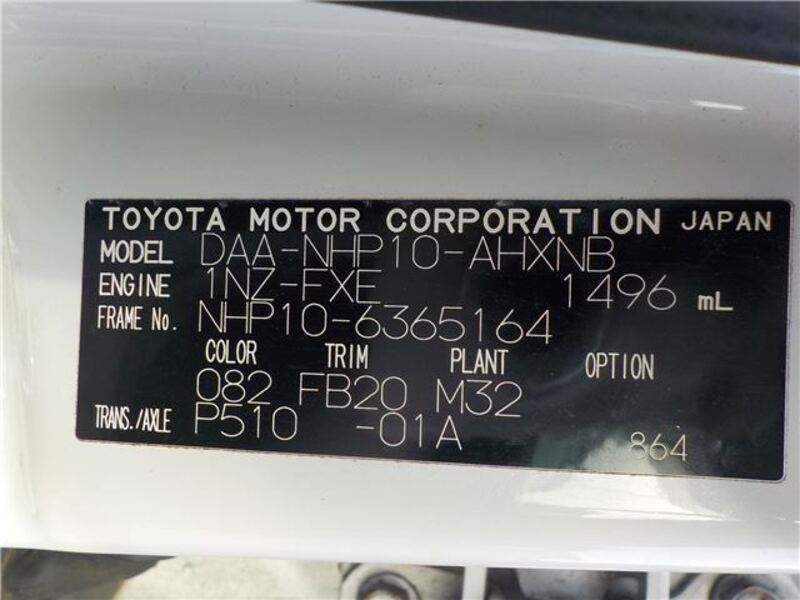 TOYOTA MOTOR CORPORATION JAPAN
MODEL DAA-NHP10-AHXNB
ENGINE 1NZ-FXE 1496 mL
FRAME No. NHP10-6365164
COLOR TRIM PLANT OPTION
082 FB20 M32
TRANS./AXLE P510 -01A 864